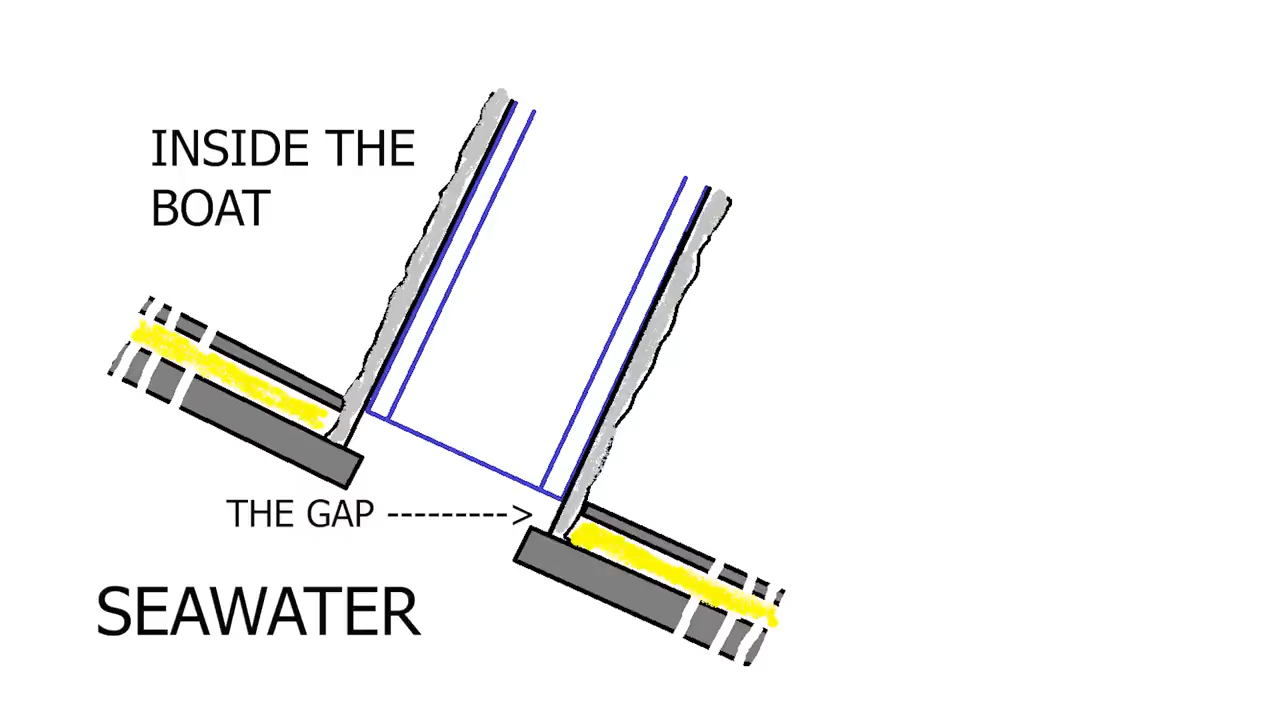 INSIDE THE
BOAT
THE GAP --------->
SEAWATER